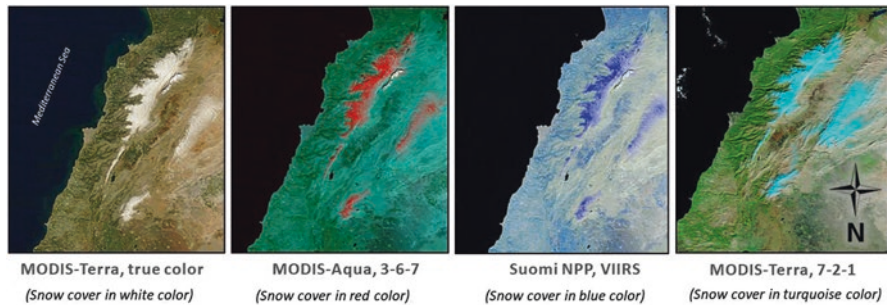 Mediterranean Sea
N
MODIS-Terra, true color
(Snow cover in white color)
MODIS-Aqua, 3-6-7
(Snow cover in red color)
Suomi NPP, VIIRS
(Snow cover in blue color)
MODIS-Terra, 7-2-1
(Snow cover in turquoise color)